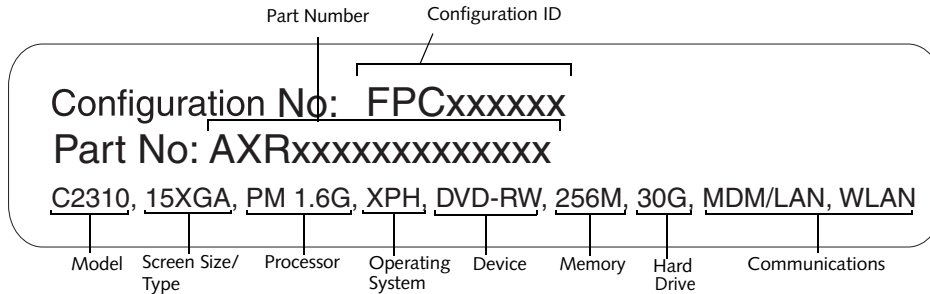 Part Number
Configuration ID
Configuration No: FPCxxxxxx
Part No: AXRxxxxxxxxxxxxx
C2310, 15XGA, PM 1.6G, XPH, DVD-RW, 256M, 30G, MDM/LAN, WLAN
Model
Screen Size/
Type
Processor
Operating
System
Device
Memory
Hard
Drive
Communications